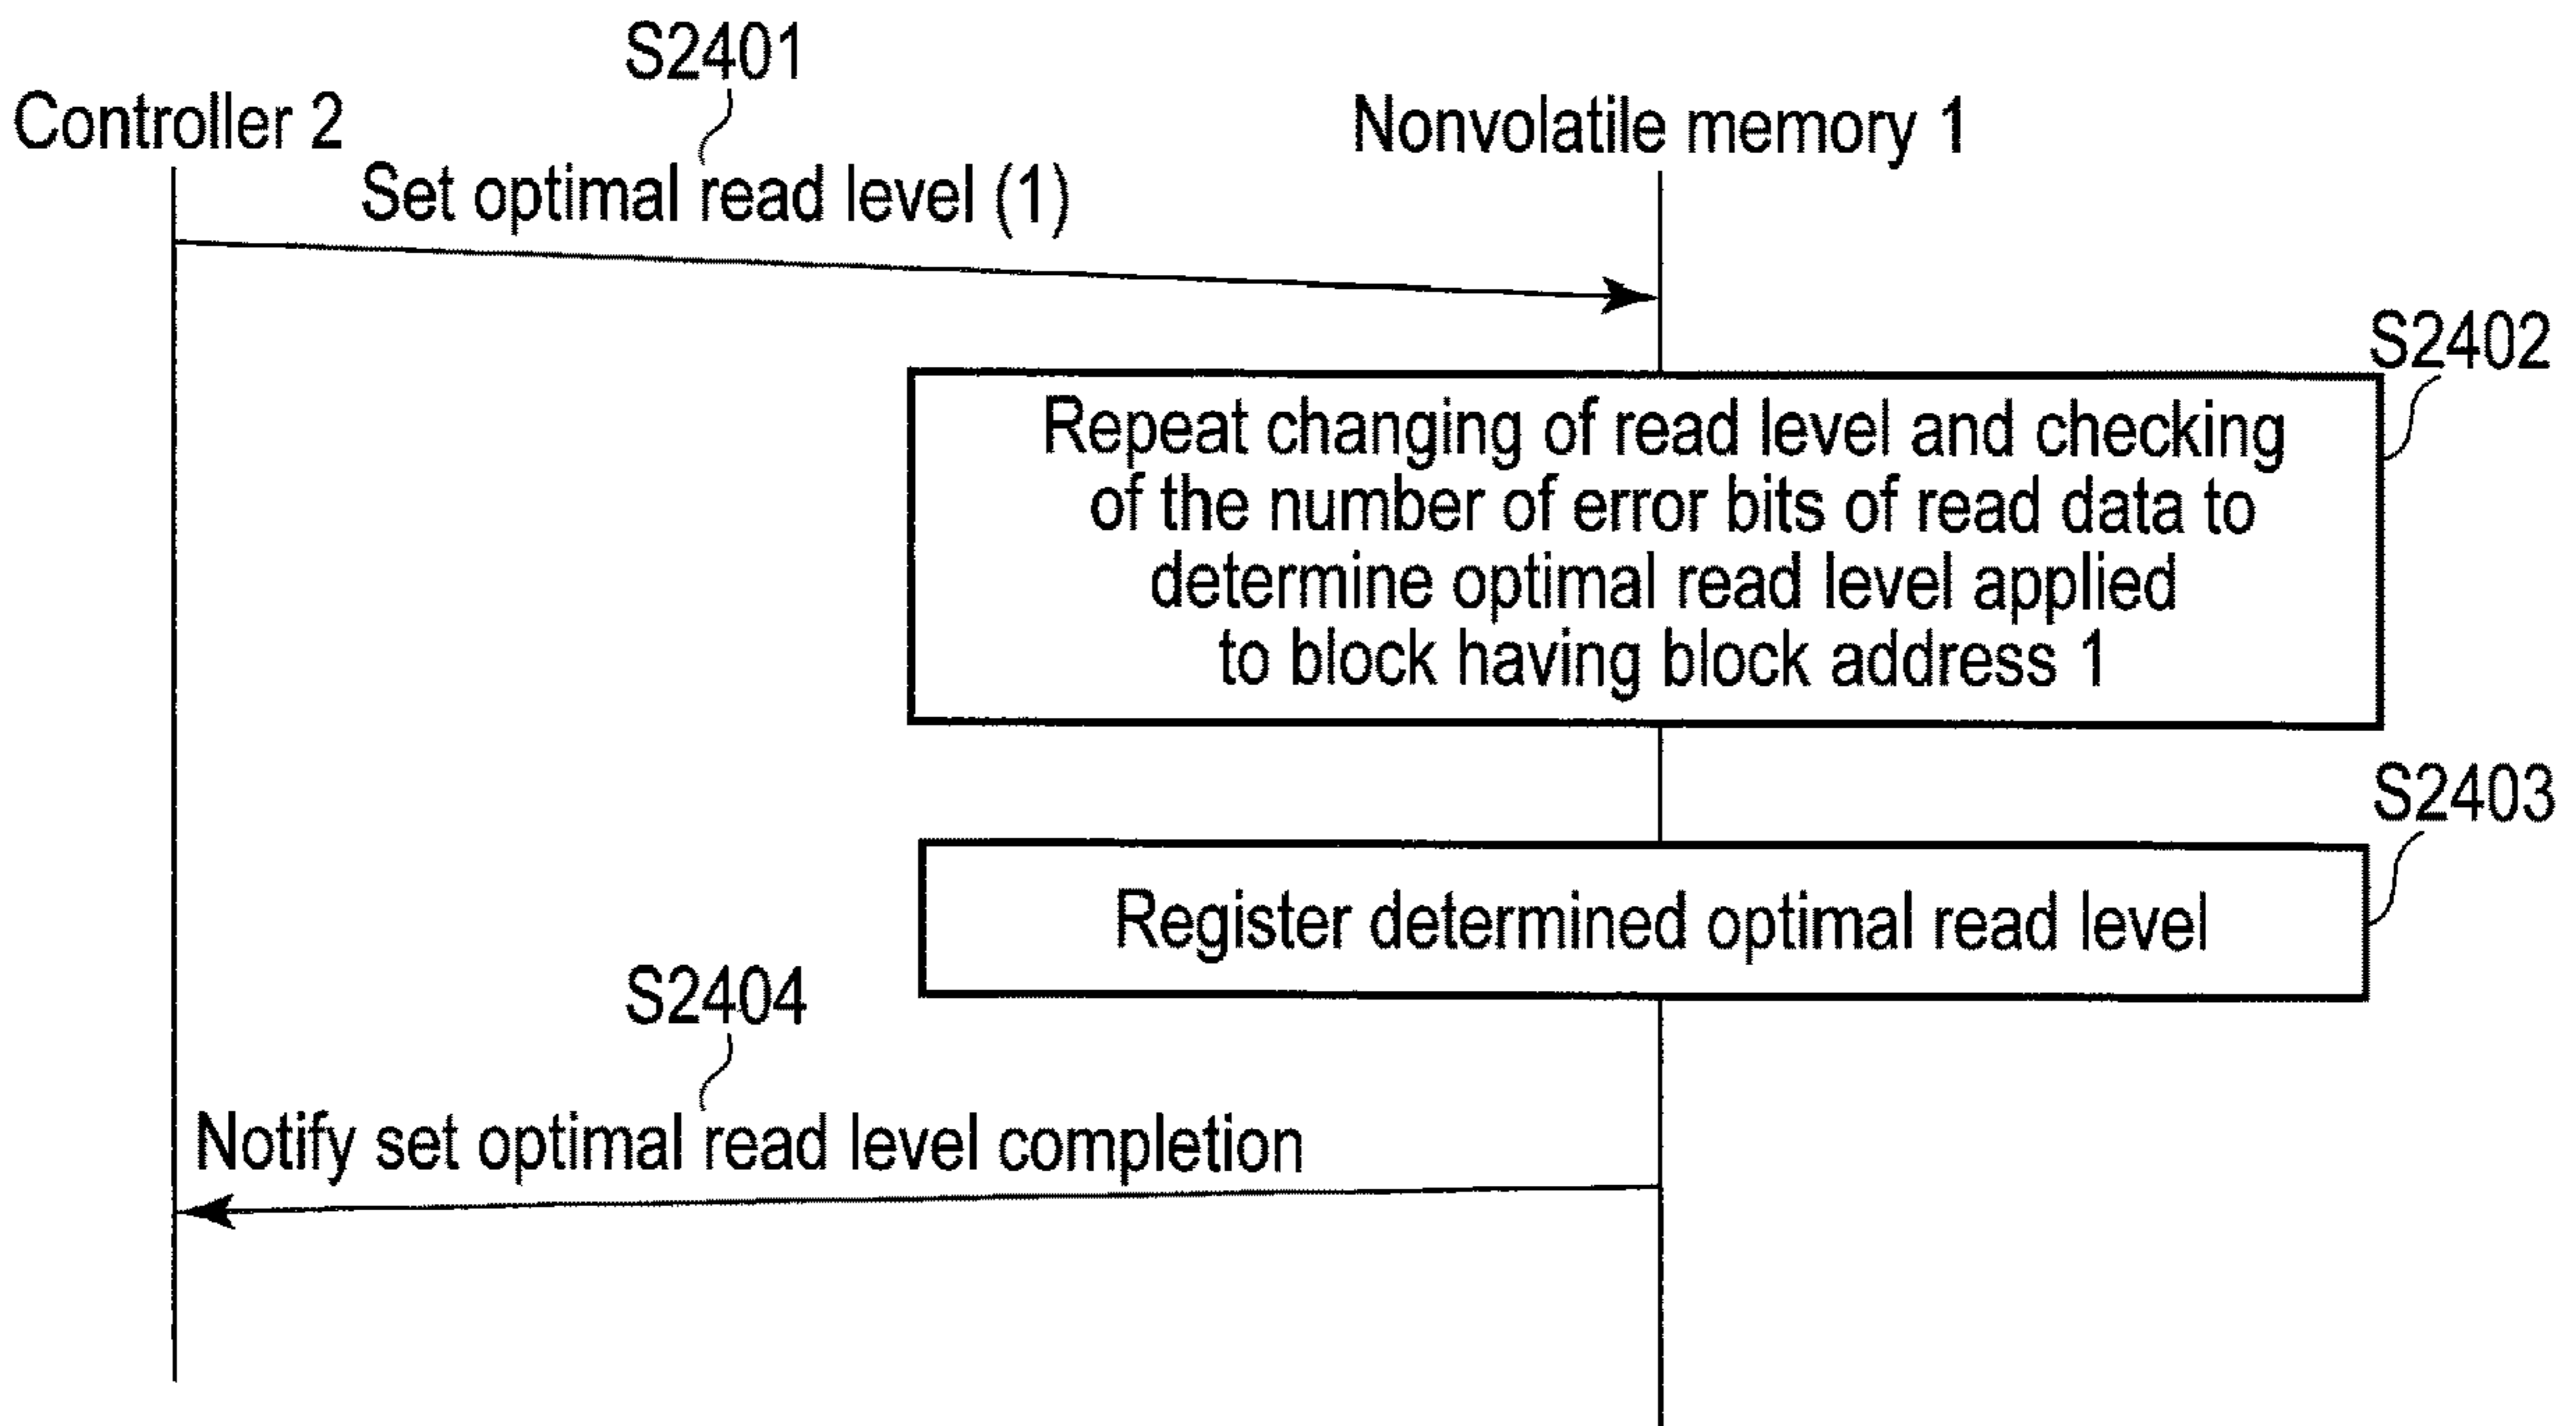 S2401
Controller 2
Nonvolatile memory 1
Set optimal read level (1)
S2402
Repeat changing of read level and checking
of the number of error bits of read data to
determine optimal read level applied
to block having block address 1
S2403
Register determined optimal read level
S2404
Notify set optimal read level completion